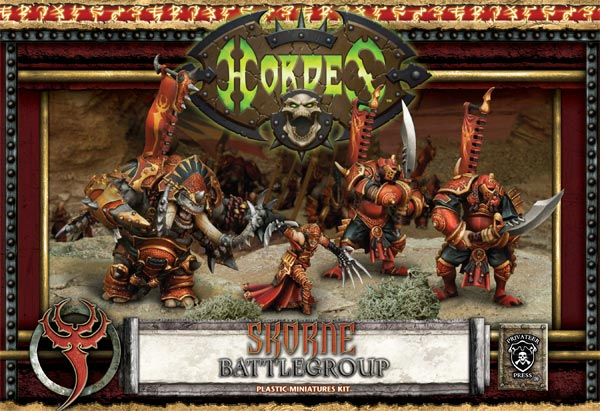 HORDES
SKORNE
BATTLEGROUP
PLASTIC MINIATURES KIT
PRIVATEER
PRESS